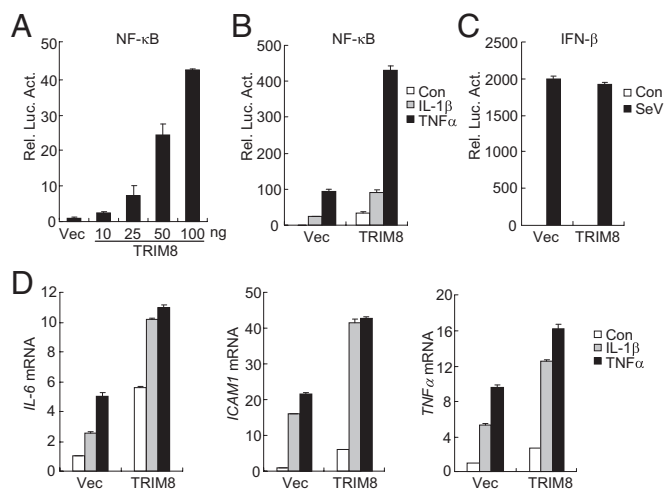 A
NF-κB
Rel. Luc. Act.
50
40
30
20
10
0
Vec 10 25 50 100 ng
TRIM8
B
NF-κB
Rel. Luc. Act.
500
400
300
200
100
0
Vec TRIM8
Con
IL-1β
TNFα
C
IFN-β
Rel. Luc. Act.
2500
2000
1500
1000
500
0
Vec TRIM8
Con
SeV
D
IL-6 mRNA
12
10
8
6
4
2
0
Vec TRIM8
ICAM1 mRNA
50
40
30
20
10
0
Vec TRIM8
TNFα mRNA
20
16
12
8
4
0
Vec TRIM8
Con
IL-1β
TNFα